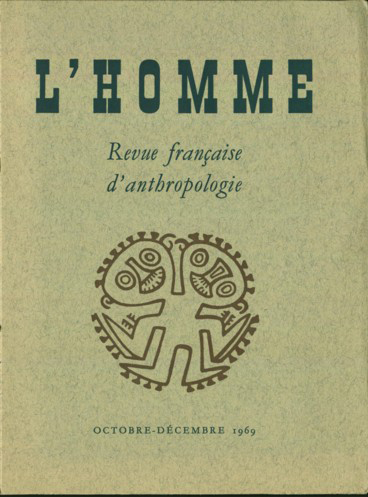 L'HOMME
Revue française
d'anthropologie
OCTOBRE-DÉCEMBRE 1969